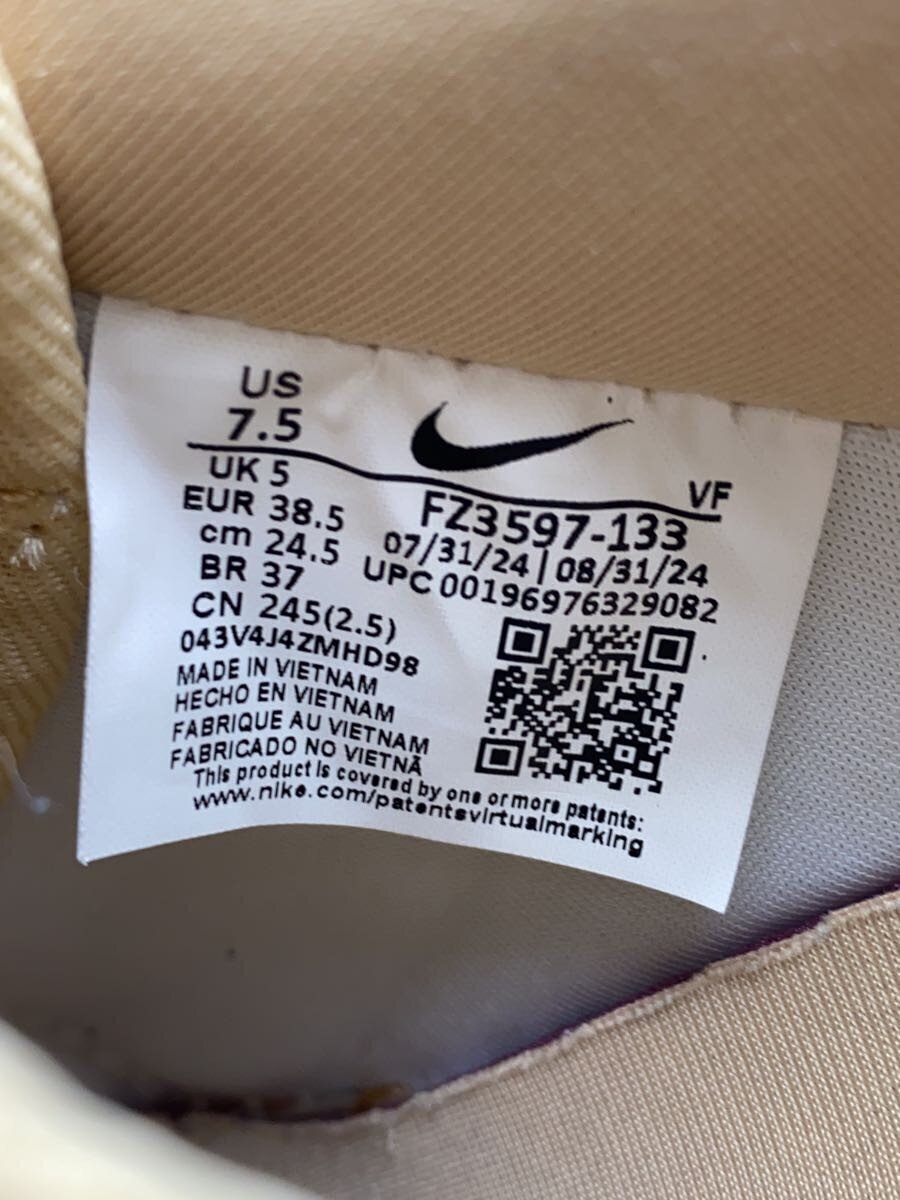 US
7.5
UK 5
EUR 38.5
cm 24.5
BR 37
CN 245(2.5)
043V4J4ZMHD98
MADE IN VIETNAM
HECHO EN VIETNAM
FABRIQUE AU VIETNAM
FABRICADO NO VIETNÃ
VF
FZ3597-133
07/31/24 | 08/31/24
UPC 00196976329082
This product is covered by one or more patents:
www.nike.com/patentsvirtualmarking